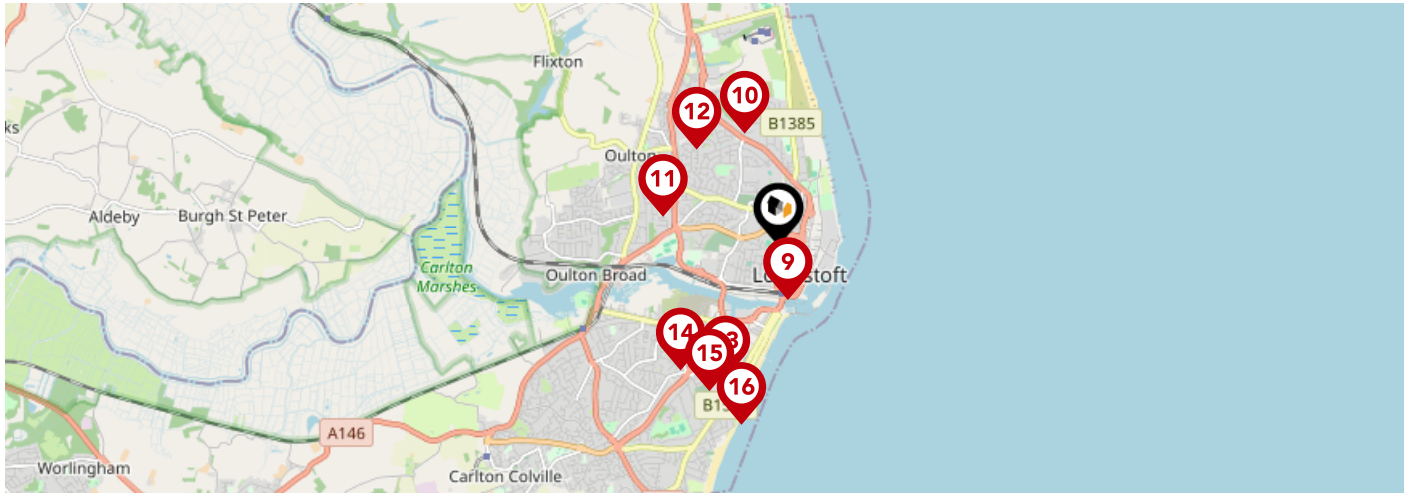 Flixton
10
12
B1385
ks
Oulton
11
Aldeby
Burgh St Peter
9
Carlton
Marshes
Oulton Broad
14
15
16
A146
Worlingham
Carlton Colville